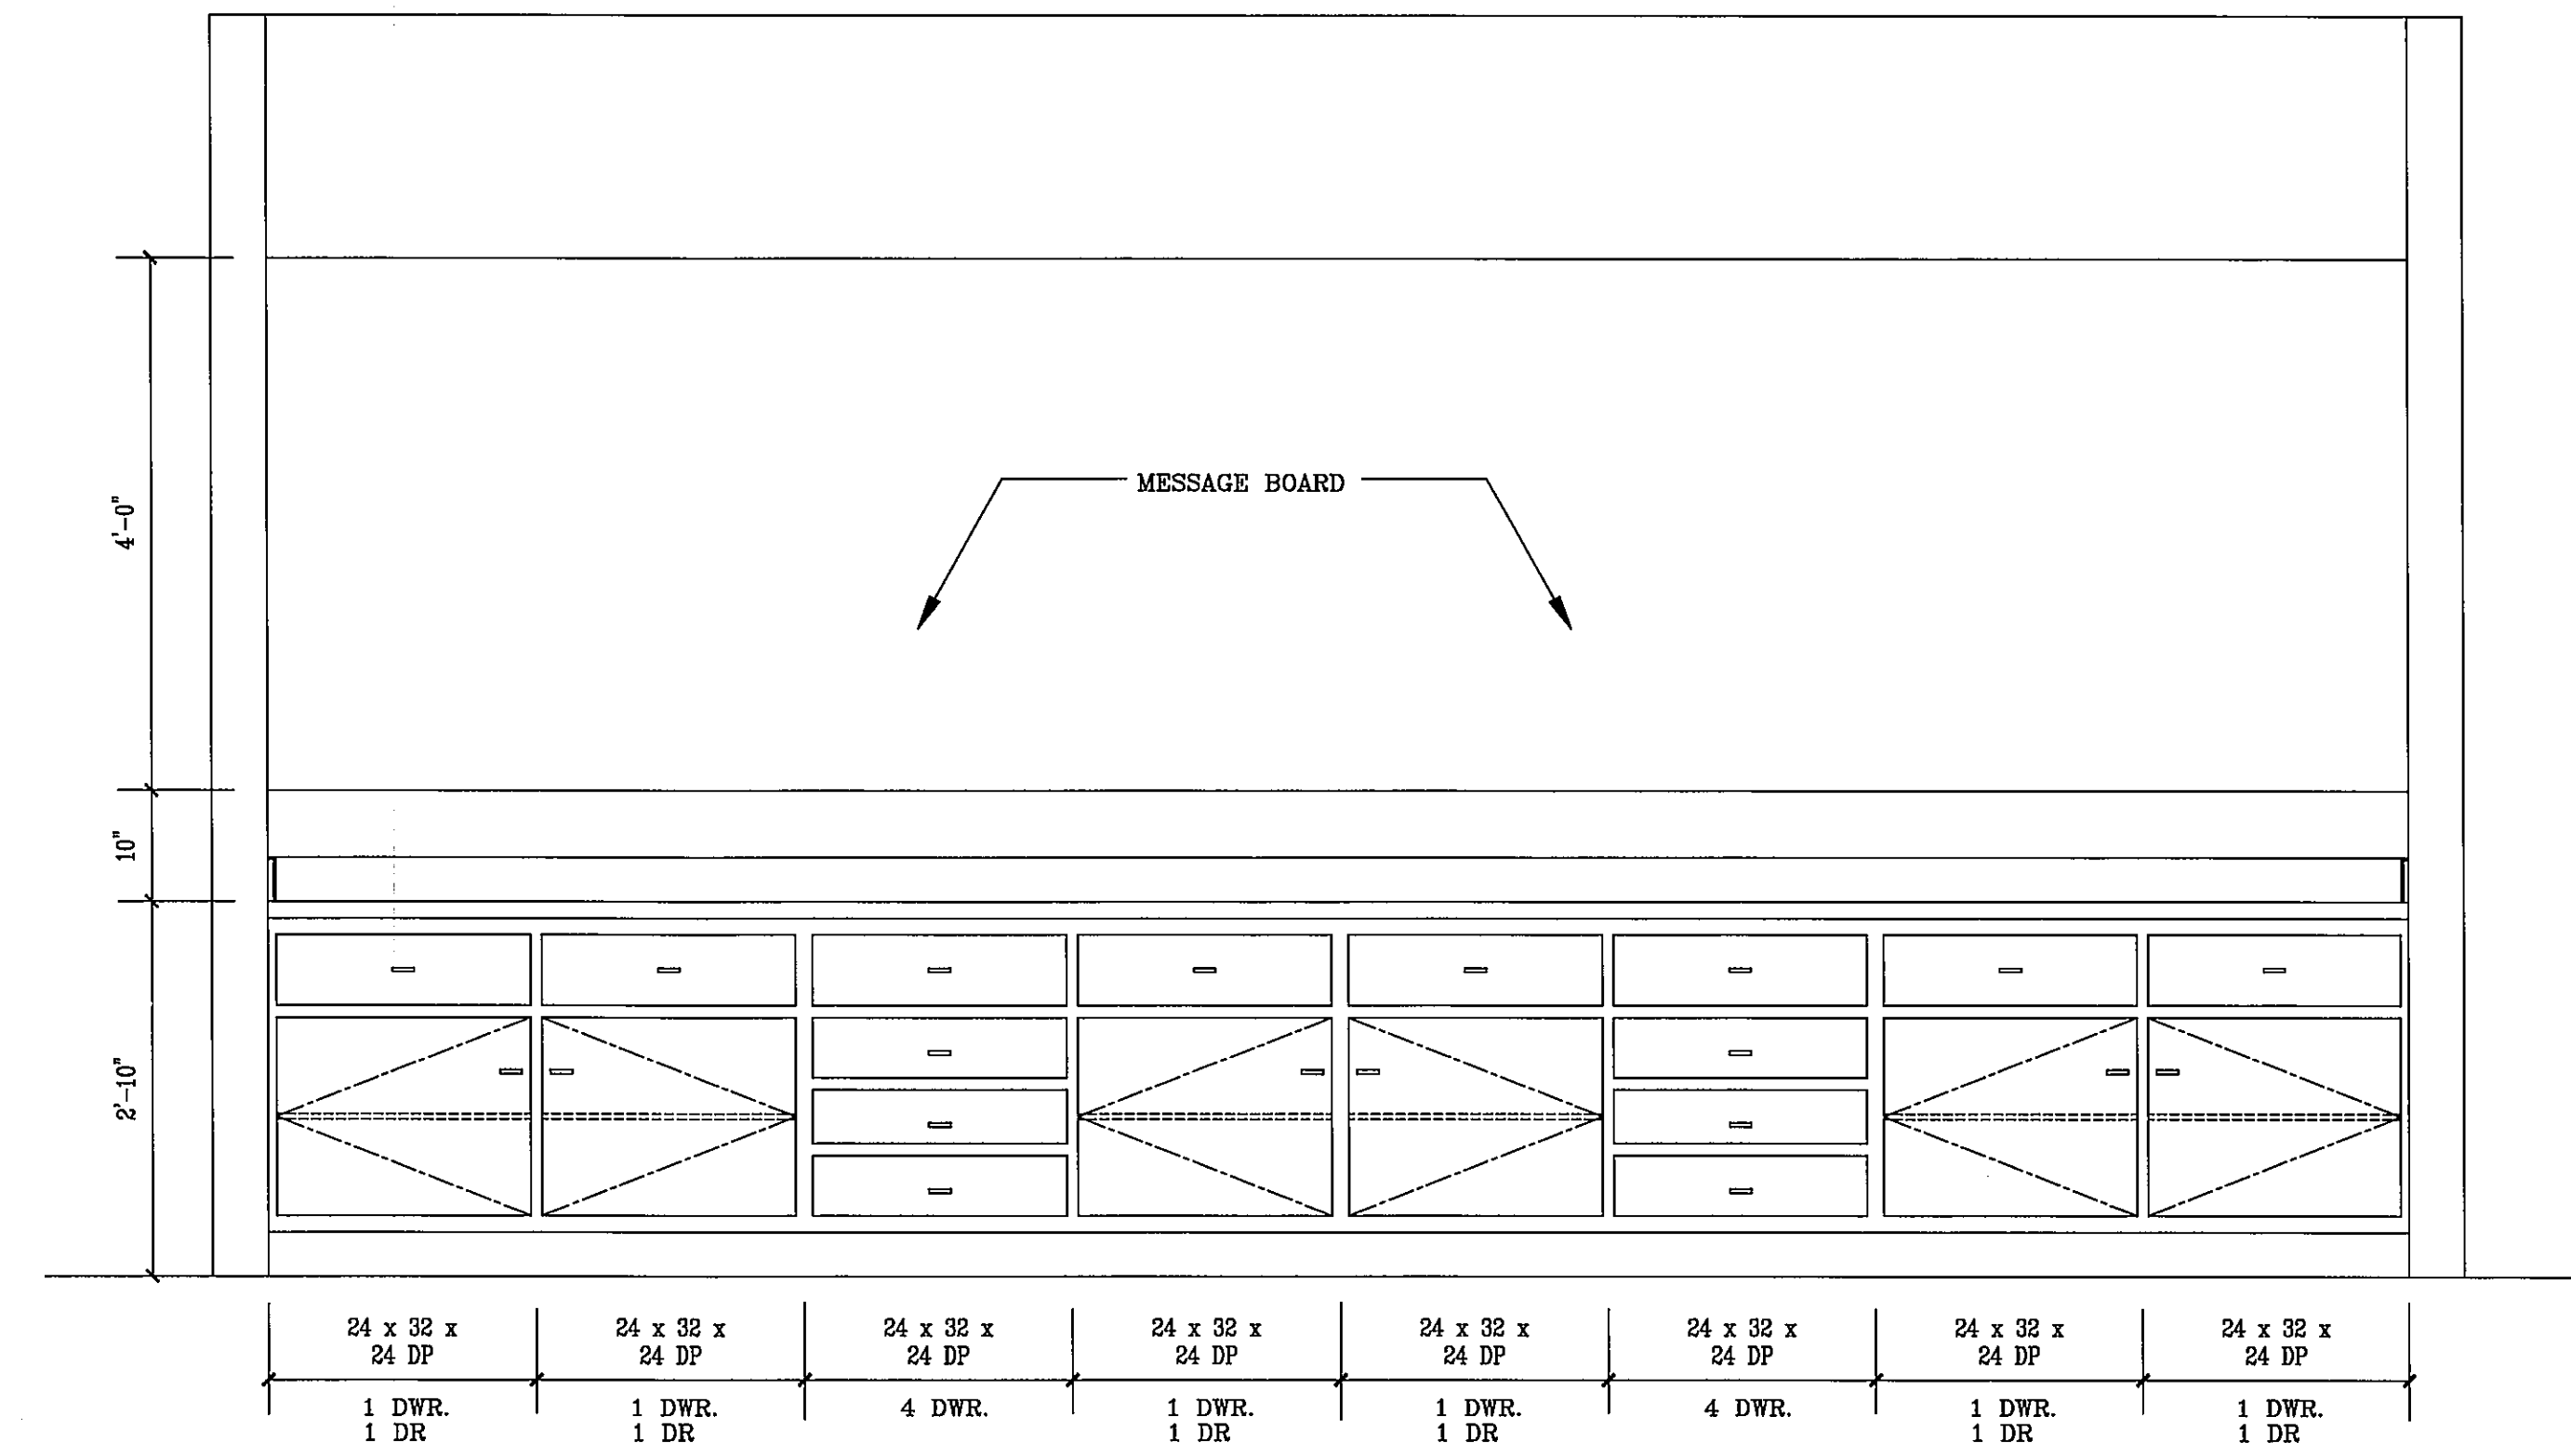 MESSAGE BOARD
4'-0"
10"
2'-10"
24 x 32 x
24 DP
24 x 32 x
24 DP
24 x 32 x
24 DP
24 x 32 x
24 DP
24 x 32 x
24 DP
24 x 32 x
24 DP
24 x 32 x
24 DP
24 x 32 x
24 DP
1 DWR.
1 DR
1 DWR.
1 DR
4 DWR.
1 DWR.
1 DR
1 DWR.
1 DR
4 DWR.
1 DWR.
1 DR
1 DWR.
1 DR